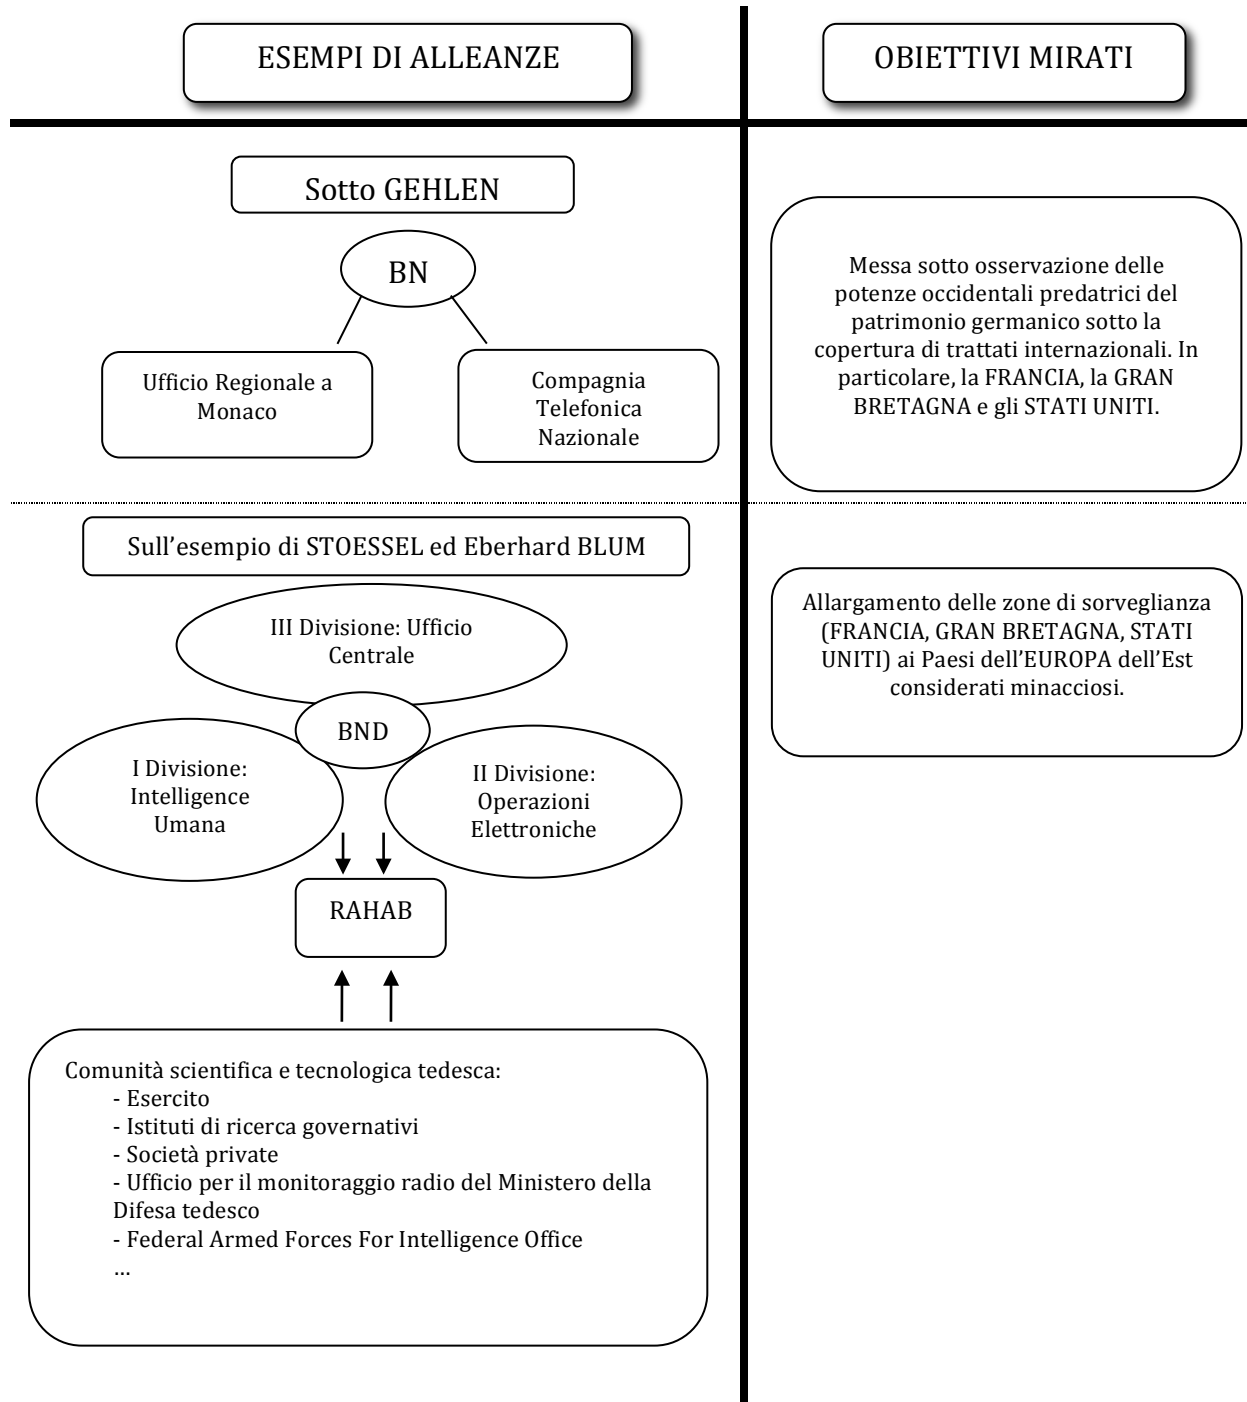 ESEMPI DI ALLEANZE
OBIETTIVI MIRATI
Sotto GEHLEN
BN
Ufficio Regionale a
Monaco
Compagnia
Telefonica
Nazionale
Messa sotto osservazione delle
potenze occidentali predatrici del
patrimonio germanico sotto la
copertura di trattati internazionali. In
particolare, la FRANCIA, la GRAN
BRETAGNA e gli STATI UNITI.
Sull’esempio di STOESSEL ed Eberhard BLUM
III Divisione: Ufficio
Centrale
BND
I Divisione:
Intelligence
Umana
II Divisione:
Operazioni
Elettroniche
RAHAB
Comunità scientifica e tecnologica tedesca:
- Esercito
- Istituti di ricerca governativi
- Società private
- Ufficio per il monitoraggio radio del Ministero della
Difesa tedesco
- Federal Armed Forces For Intelligence Office
…
Allargamento delle zone di sorveglianza
(FRANCIA, GRAN BRETAGNA, STATI
UNITI) ai Paesi dell’EUROPA dell’Est
considerati minacciosi.